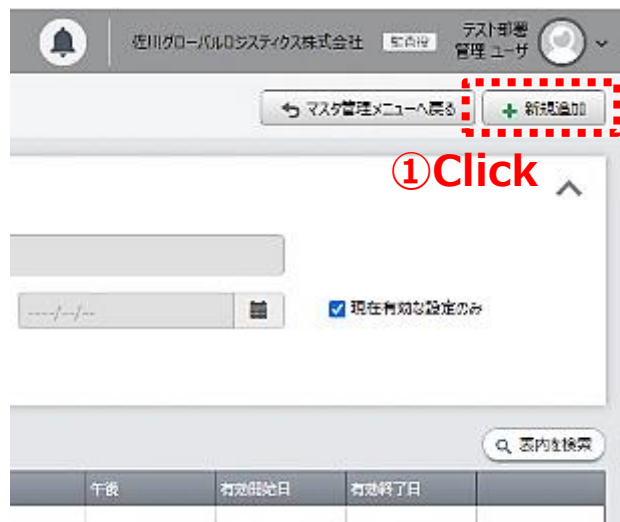 テスト部署
佐川グローバルロジスティクス株式会社 監査役 管理 ユーザ
マスタ管理メニューへ戻る 新規追加
①Click
----/--/-- 現在有効な設定のみ
表内を検索
午後 有効開始日 有効終了日